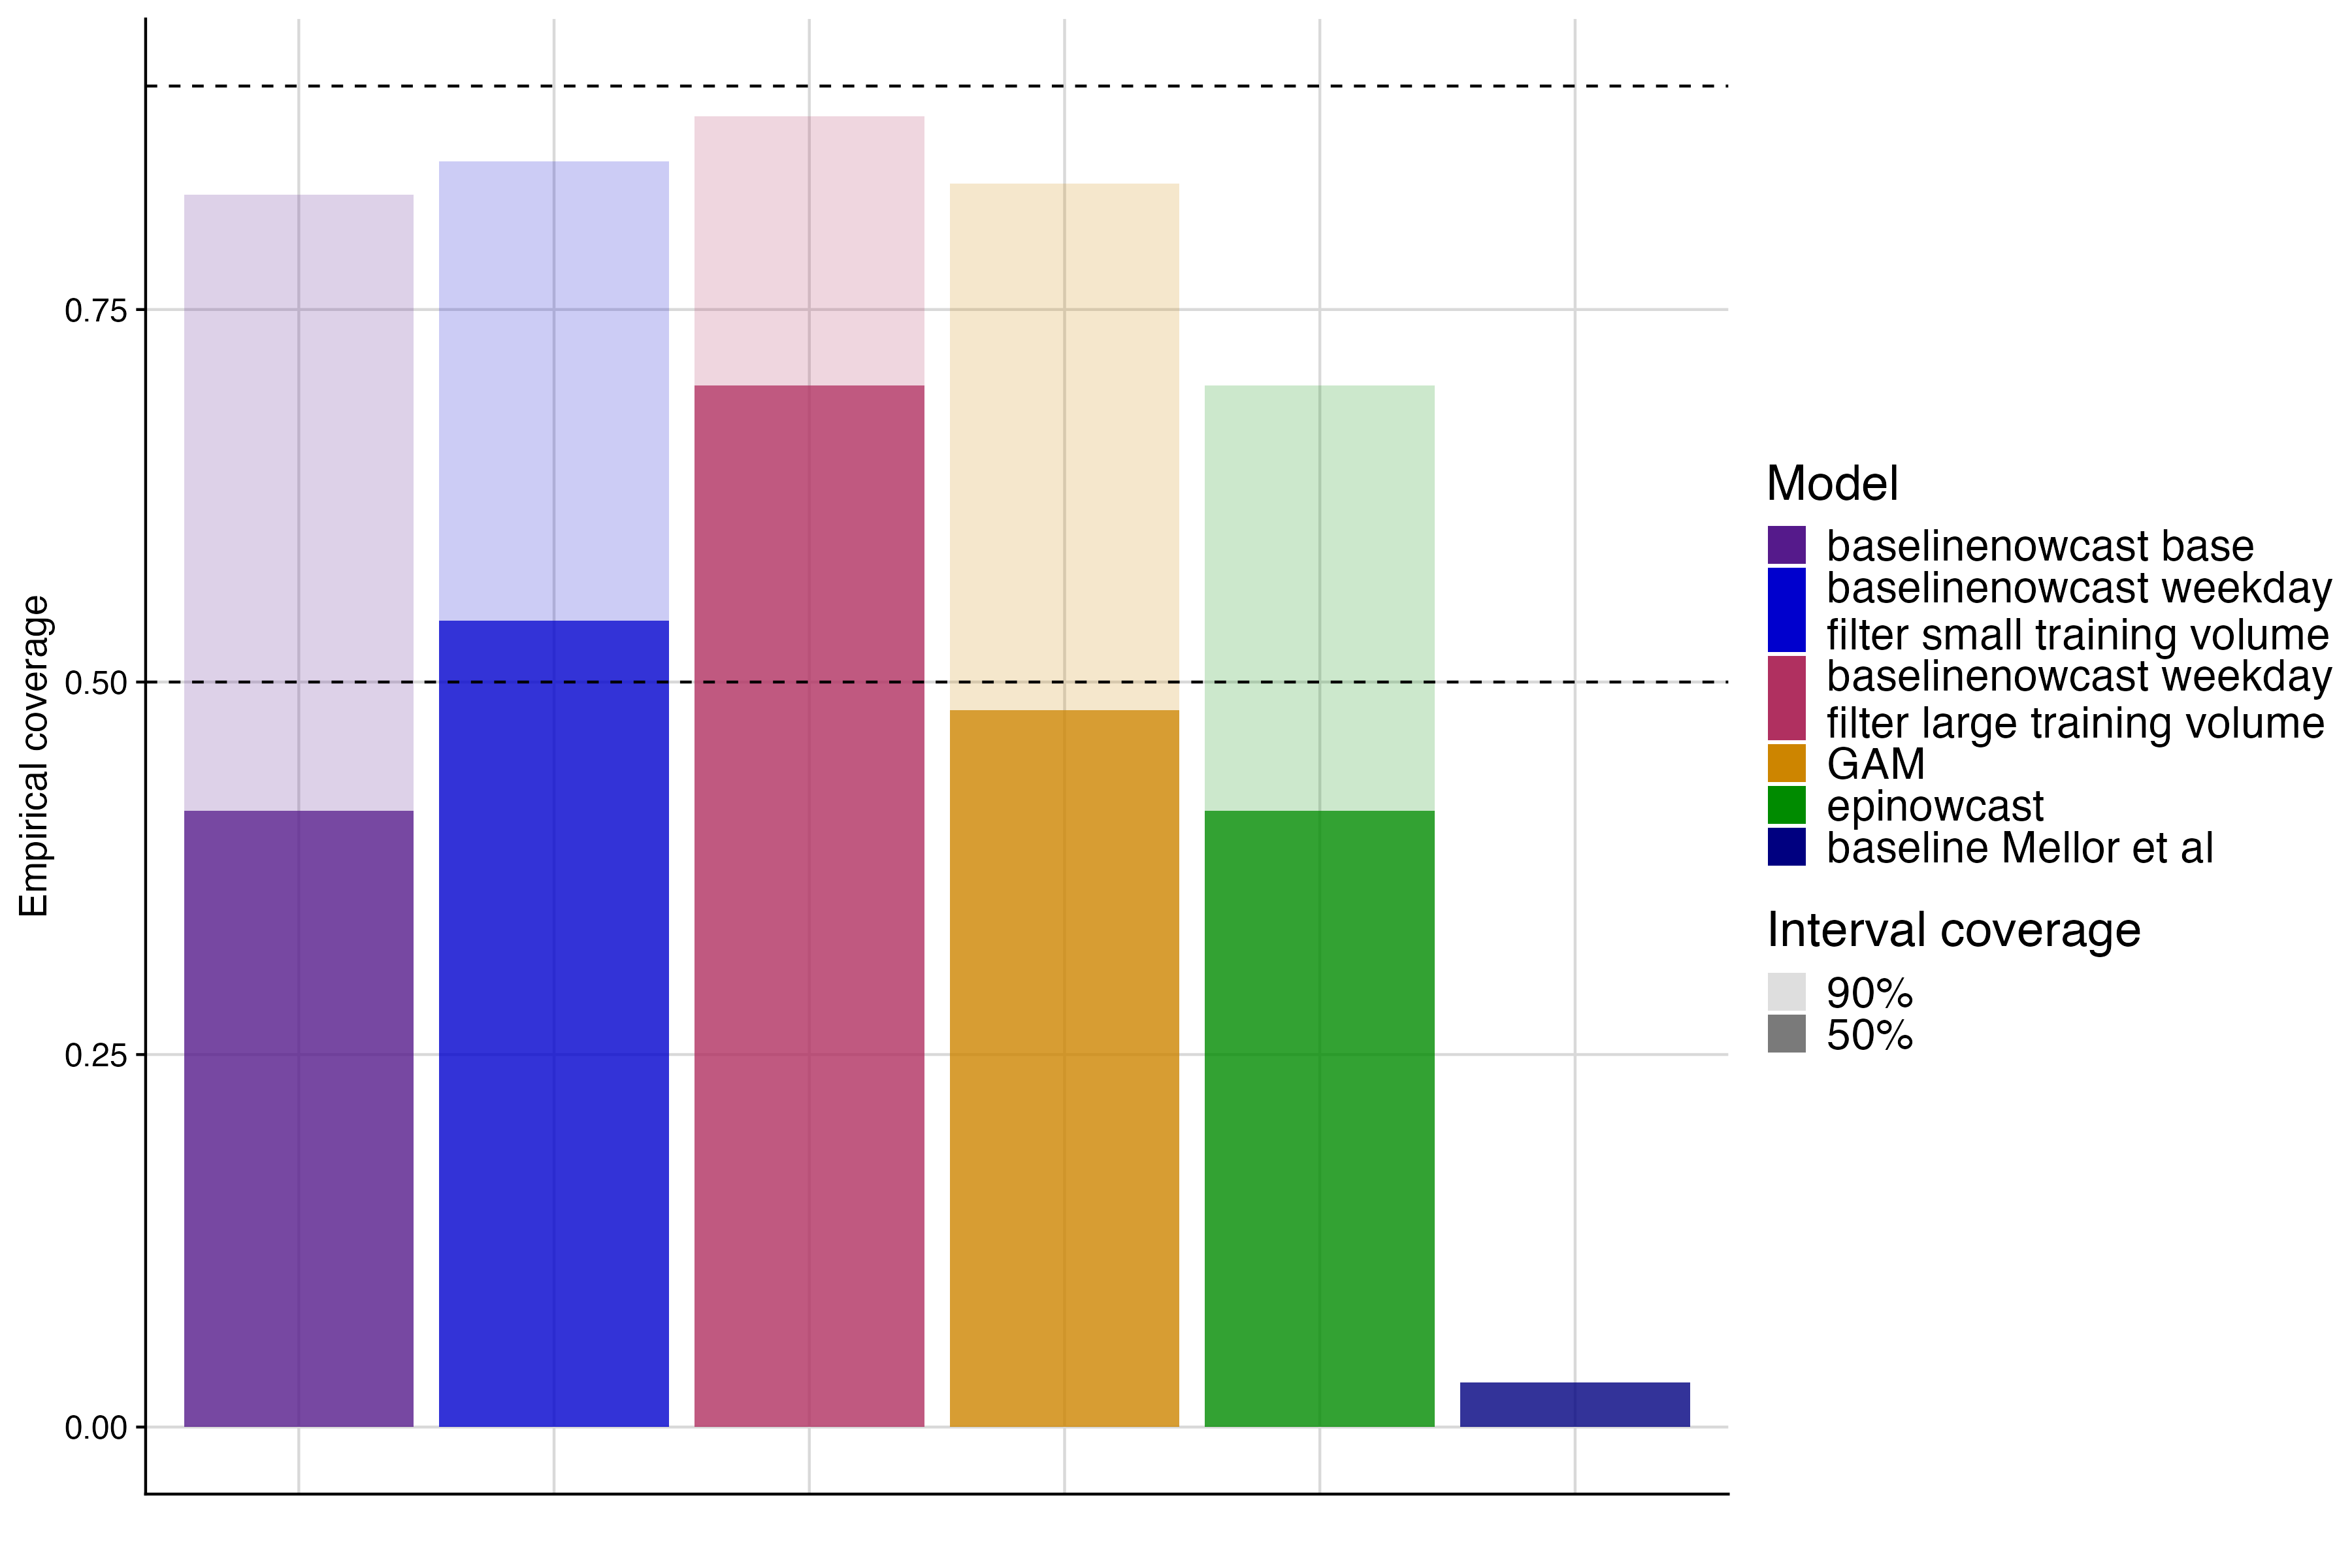 0.75
0.50
0.25
0.00
Empirical coverage
Model
baselinenowcast base
baselinenowcast weekday
filter small training volume
baselinenowcast weekday
filter large training volume
GAM
epinowcast
baseline Mellor et al
Interval coverage
90%
50%